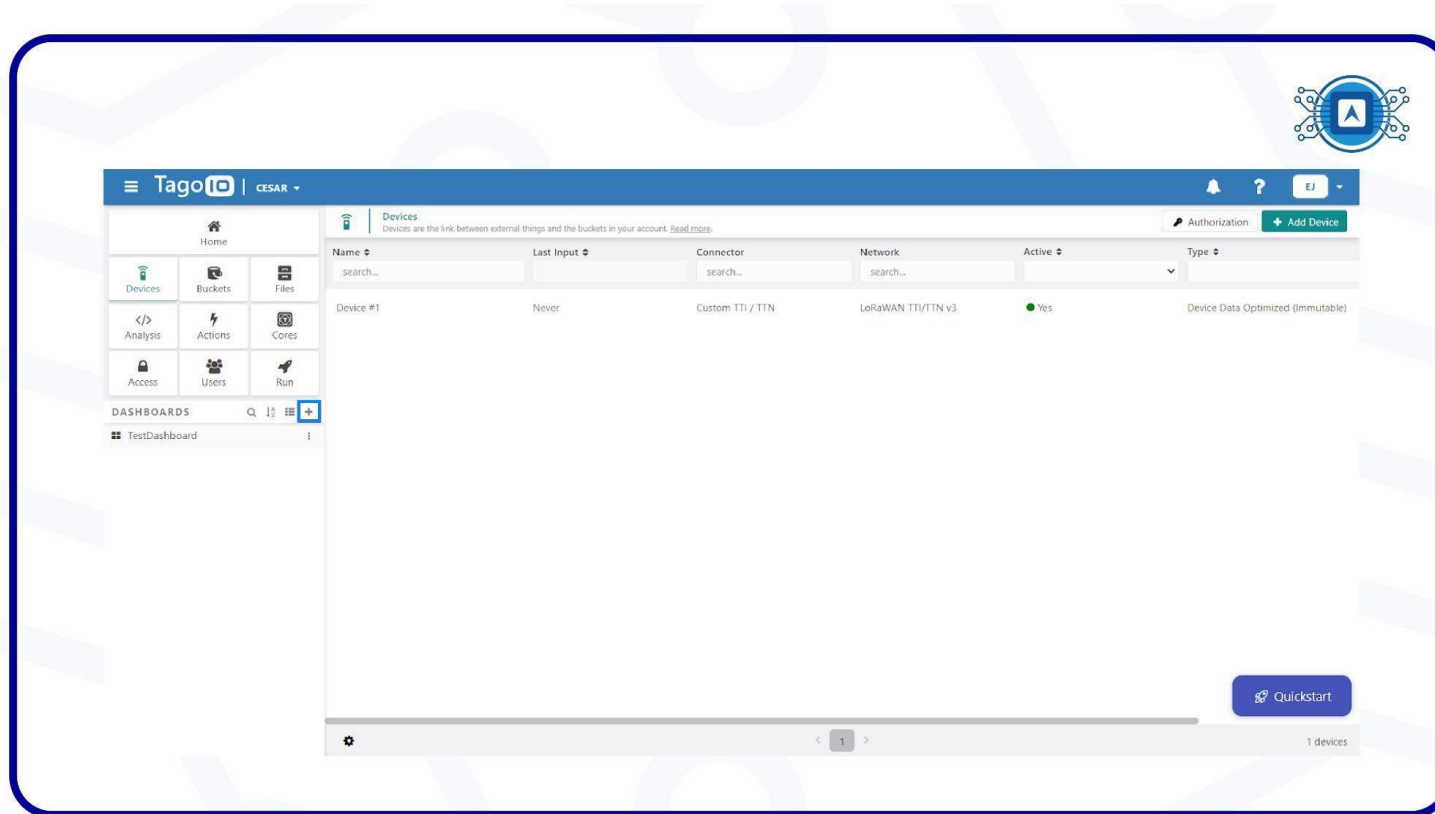 TagoIO | CESAR
EJ
Home
Devices Buckets Files
Analysis Actions Cores
Access Users Run
DASHBOARDS
TestDashboard
Devices
Devices are the link between external things and the buckets in your account. Read more.
Authorization + Add Device
Name Last Input Connector Network Active Type
search... search... search...
Device #1 Never Custom TTI / TTN LoRaWAN TTI/TTN v3 Yes Device Data Optimized (Immutable)
Quickstart
< 1 > 1 devices